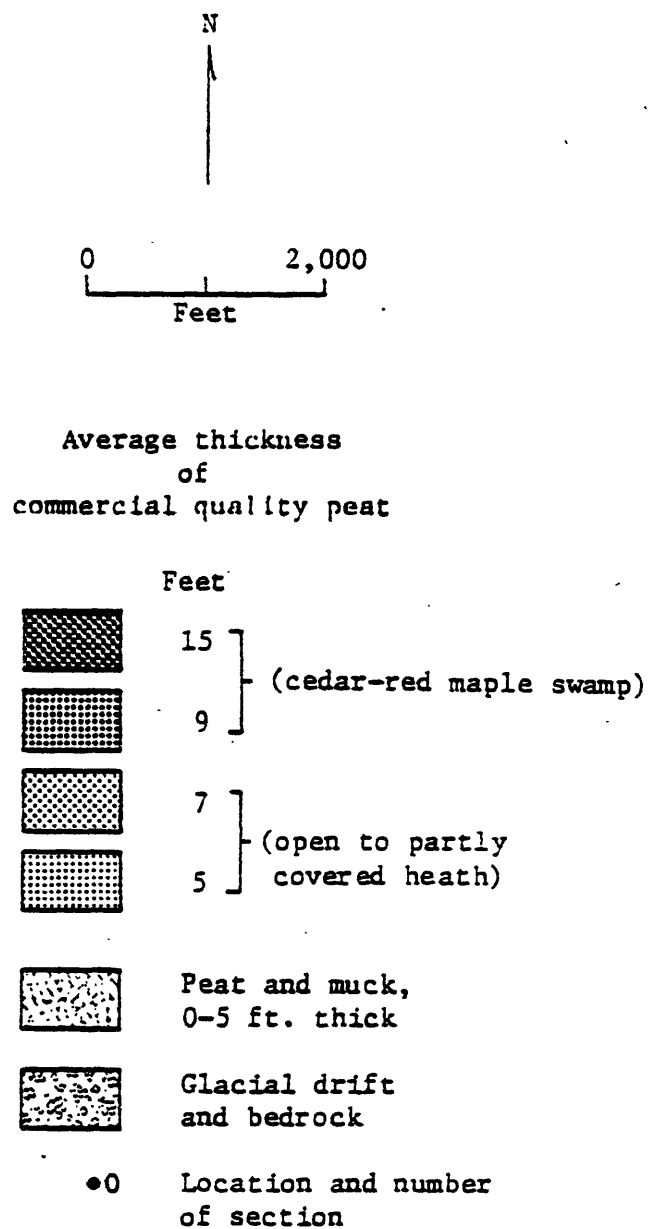 N
0 2,000
Feet
Average thickness
of
commercial quality peat
Feet
15
(cedar-red maple swamp)
9
7
(open to partly
covered heath)
5
Peat and muck,
0-5 ft. thick
Glacial drift
and bedrock
●0 Location and number
of section